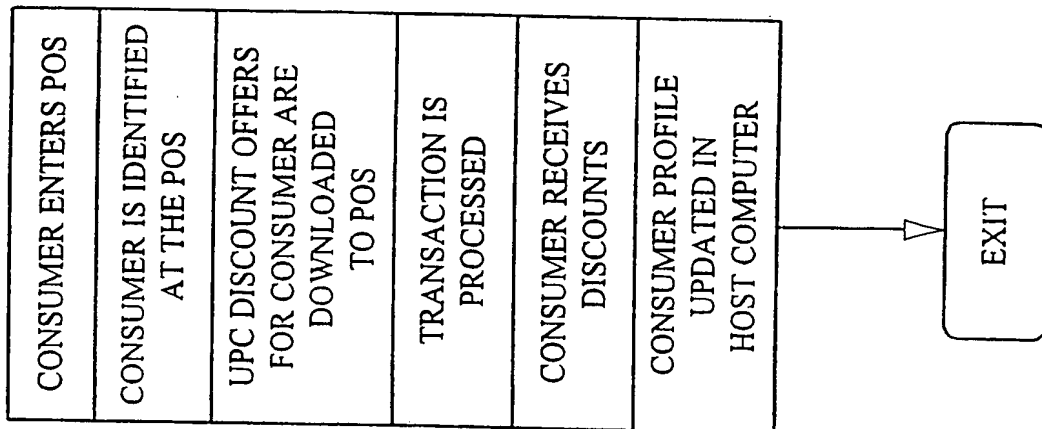 CONSUMER ENTERS POS
CONSUMER IS IDENTIFIED
AT THE POS
UPC DISCOUNT OFFERS
FOR CONSUMER ARE
DOWNLOADED
TO POS
TRANSACTION IS
PROCESSED
CONSUMER RECEIVES
DISCOUNTS
CONSUMER PROFILE
UPDATED IN
HOST COMPUTER
EXIT